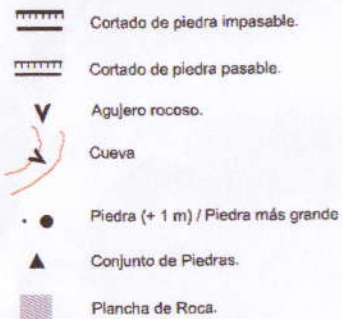 Cortado de piedra impasable.
Cortado de piedra pasable.
Agujero rocoso.
Cueva
Piedra (+ 1 m) / Piedra más grande
Conjunto de Piedras.
Plancha de Roca.